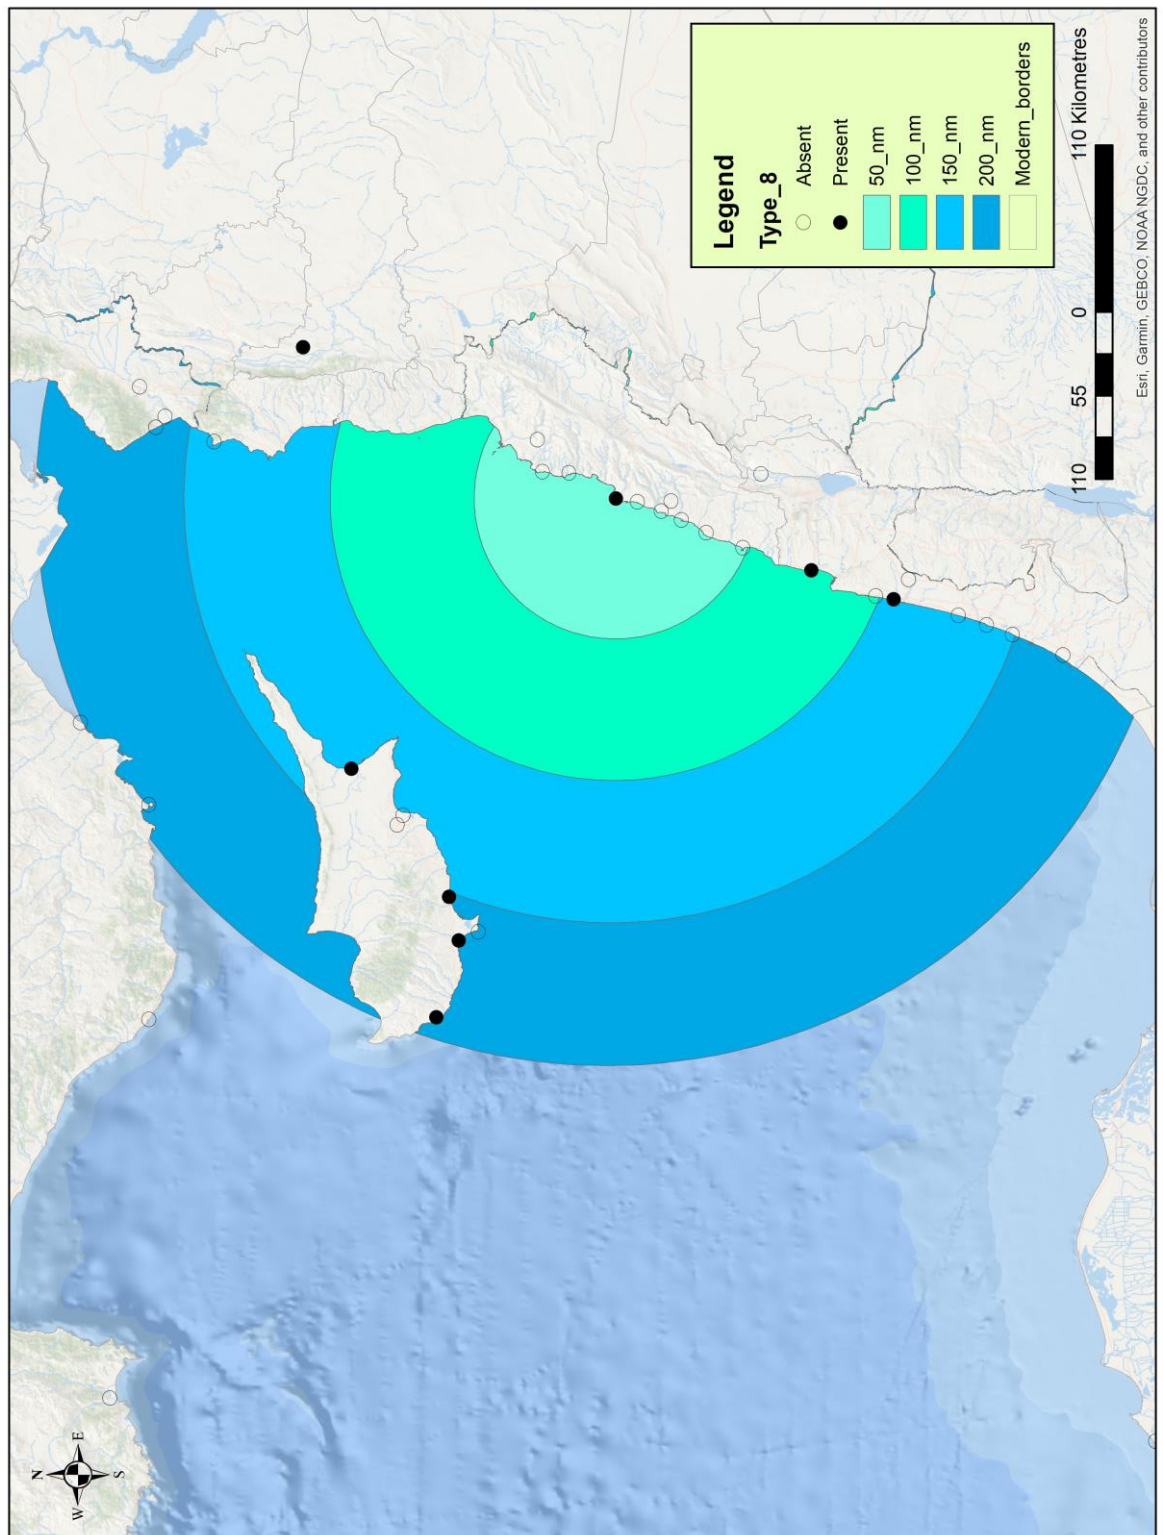 N
W E
S
Legend
Type_8
Absent
Present
50_nm
100_nm
150_nm
200_nm
Modern_borders
110 55 0 110 Kilometres
Esri, Garmin, GEBCO, NOAA NGDC, and other contributors